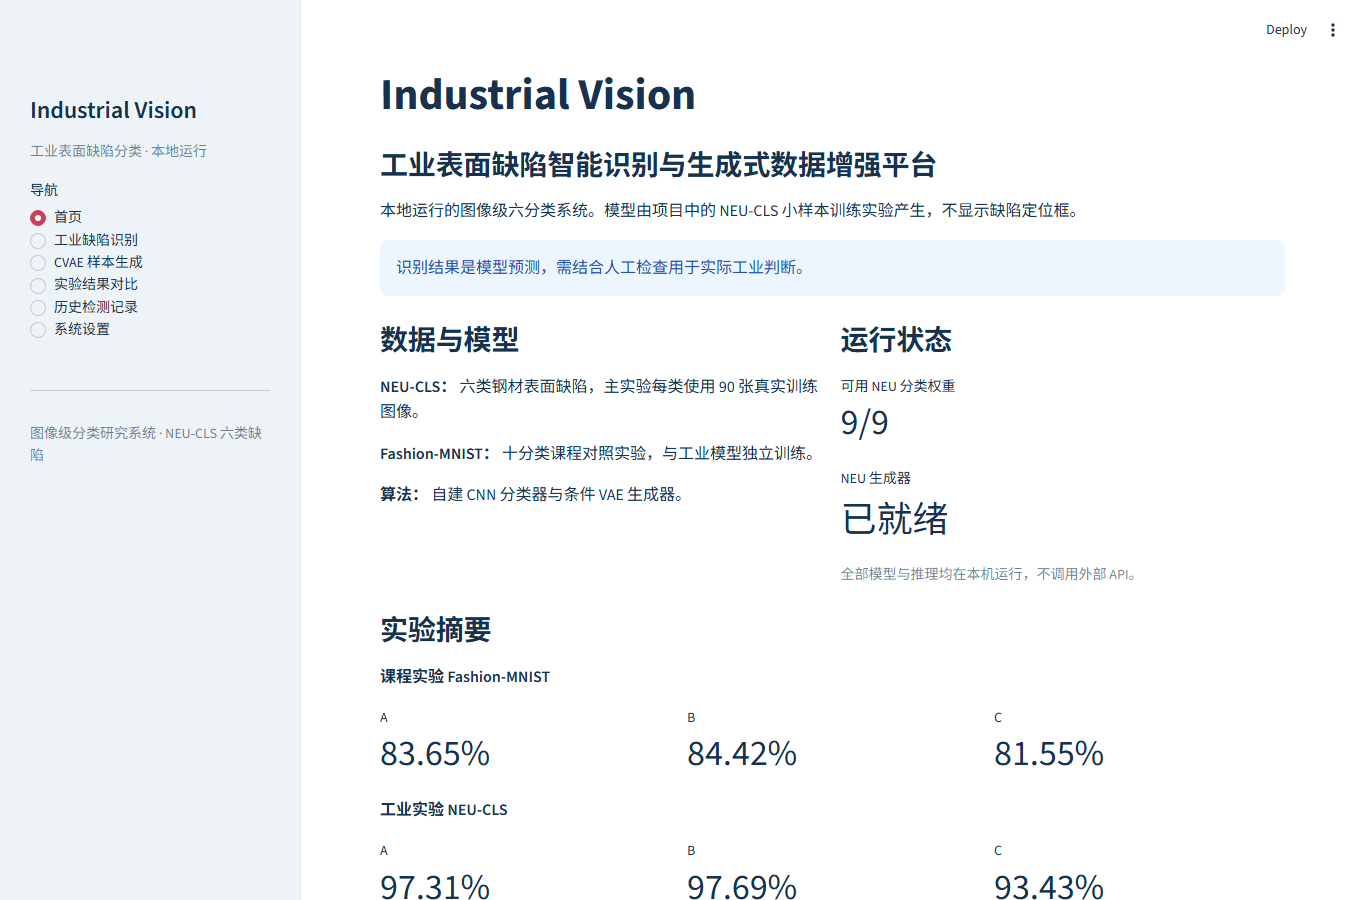 Deploy
Industrial Vision
工业表面缺陷分类 · 本地运行
导航
首页
工业缺陷识别
CVAE 样本生成
实验结果对比
历史检测记录
系统设置
图像级分类研究系统 · NEU-CLS 六类缺
陷
Industrial Vision
工业表面缺陷智能识别与生成式数据增强平台
本地运行的图像级六分类系统。模型由项目中的 NEU-CLS 小样本训练实验产生，不显示缺陷定位框。
识别结果是模型预测，需结合人工检查用于实际工业判断。
数据与模型
NEU-CLS： 六类钢材表面缺陷，主实验每类使用 90 张真实训练
图像。
Fashion-MNIST： 十分类课程对照实验，与工业模型独立训练。
算法： 自建 CNN 分类器与条件 VAE 生成器。
运行状态
可用 NEU 分类权重
9/9
NEU 生成器
已就绪
全部模型与推理均在本机运行，不调用外部 API。
实验摘要
课程实验 Fashion-MNIST
A
83.65%
B
84.42%
C
81.55%
工业实验 NEU-CLS
A
97.31%
B
97.69%
C
93.43%